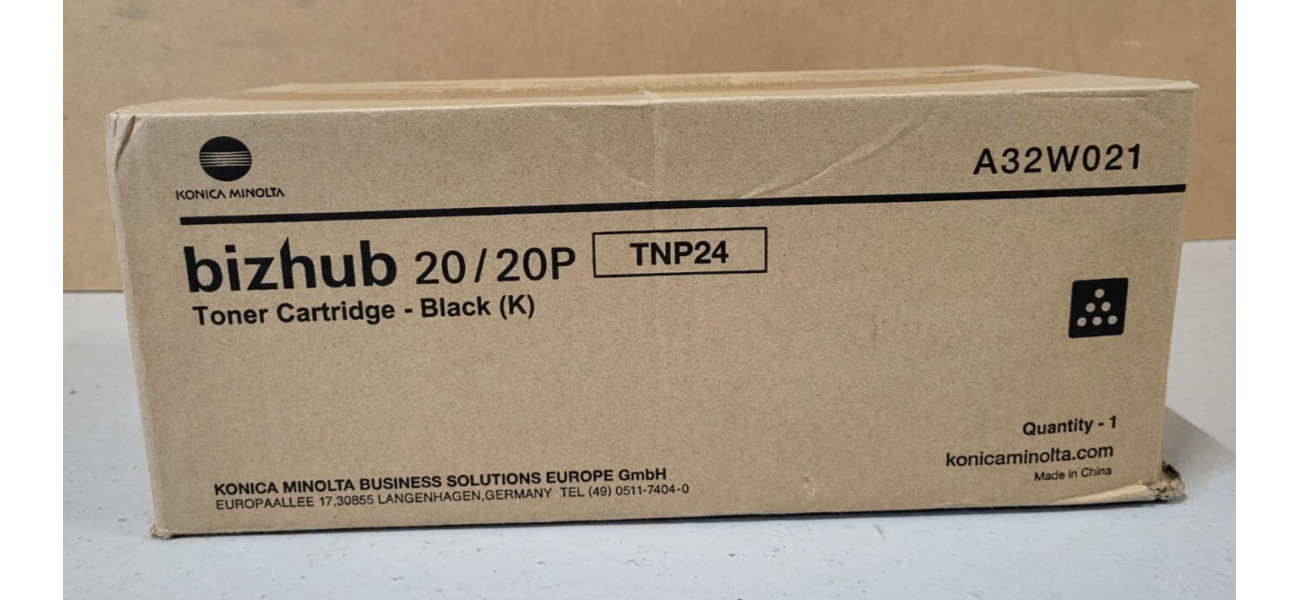 KONICA MINOLTA
A32W021
bizhub 20/20P TNP24
Toner Cartridge - Black (K)
Quantity - 1
konicaminolta.com
Made in China
KONICA MINOLTA BUSINESS SOLUTIONS EUROPE GmbH
EUROPAALLEE 17,30855 LANGENHAGEN,GERMANY TEL (49) 0511-7404-0